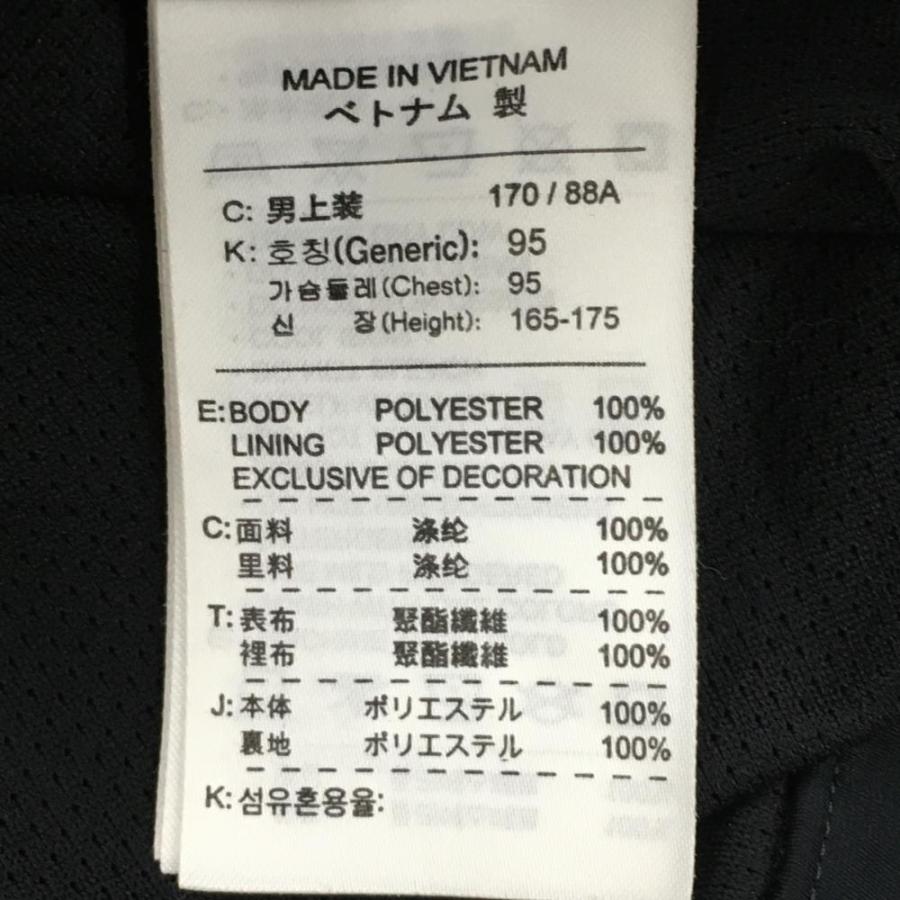 MADE IN VIETNAM
ベトナム 製
C: 男上装 170 / 88A
K: 호칭(Generic): 95
가슴둘레(Chest): 95
신 장(Height): 165-175
E: BODY POLYESTER 100%
LINING POLYESTER 100%
EXCLUSIVE OF DECORATION
C: 面料 涤纶 100%
里料 涤纶 100%
T: 表布 聚酯纖維 100%
裡布 聚酯纖維 100%
J: 本体 ポリエステル 100%
裏地 ポリエステル 100%
K: 섬유혼용율: